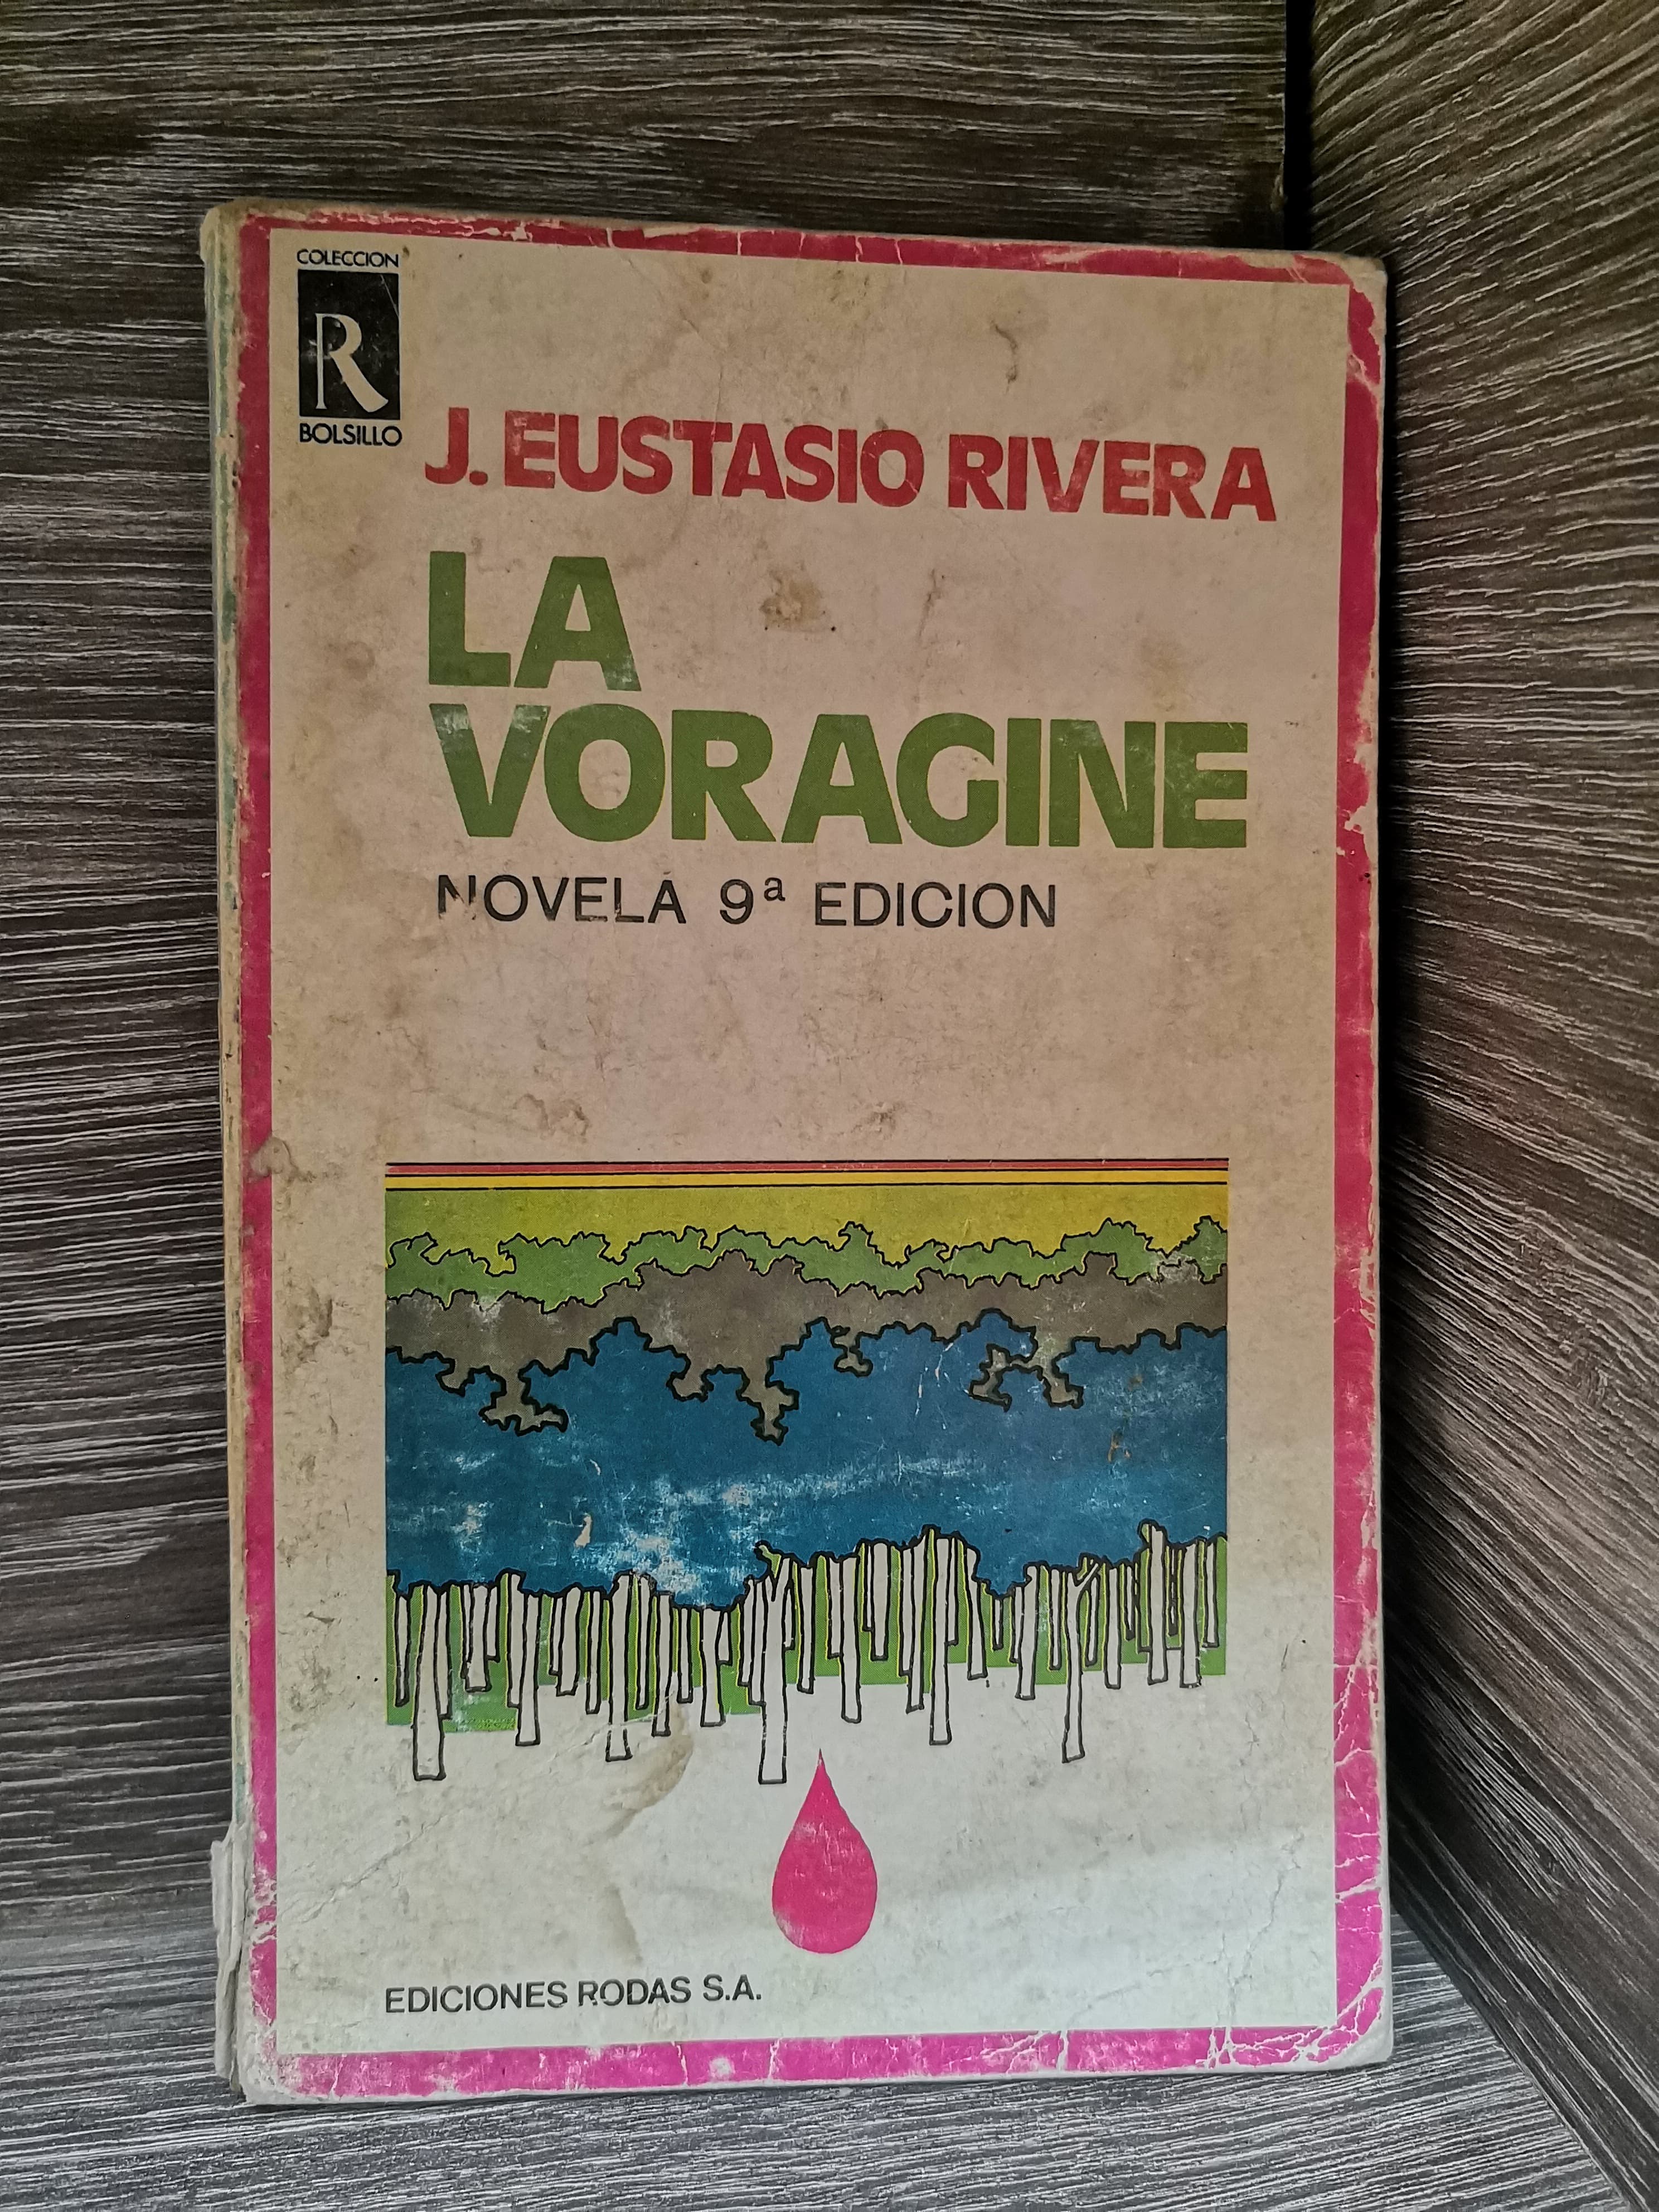 COLECCION
R
BOLSILLO
J. EUSTASIO RIVERA
LA
VORAGINE
NOVELA 9ª EDICION
EDICIONES RODAS S.A.